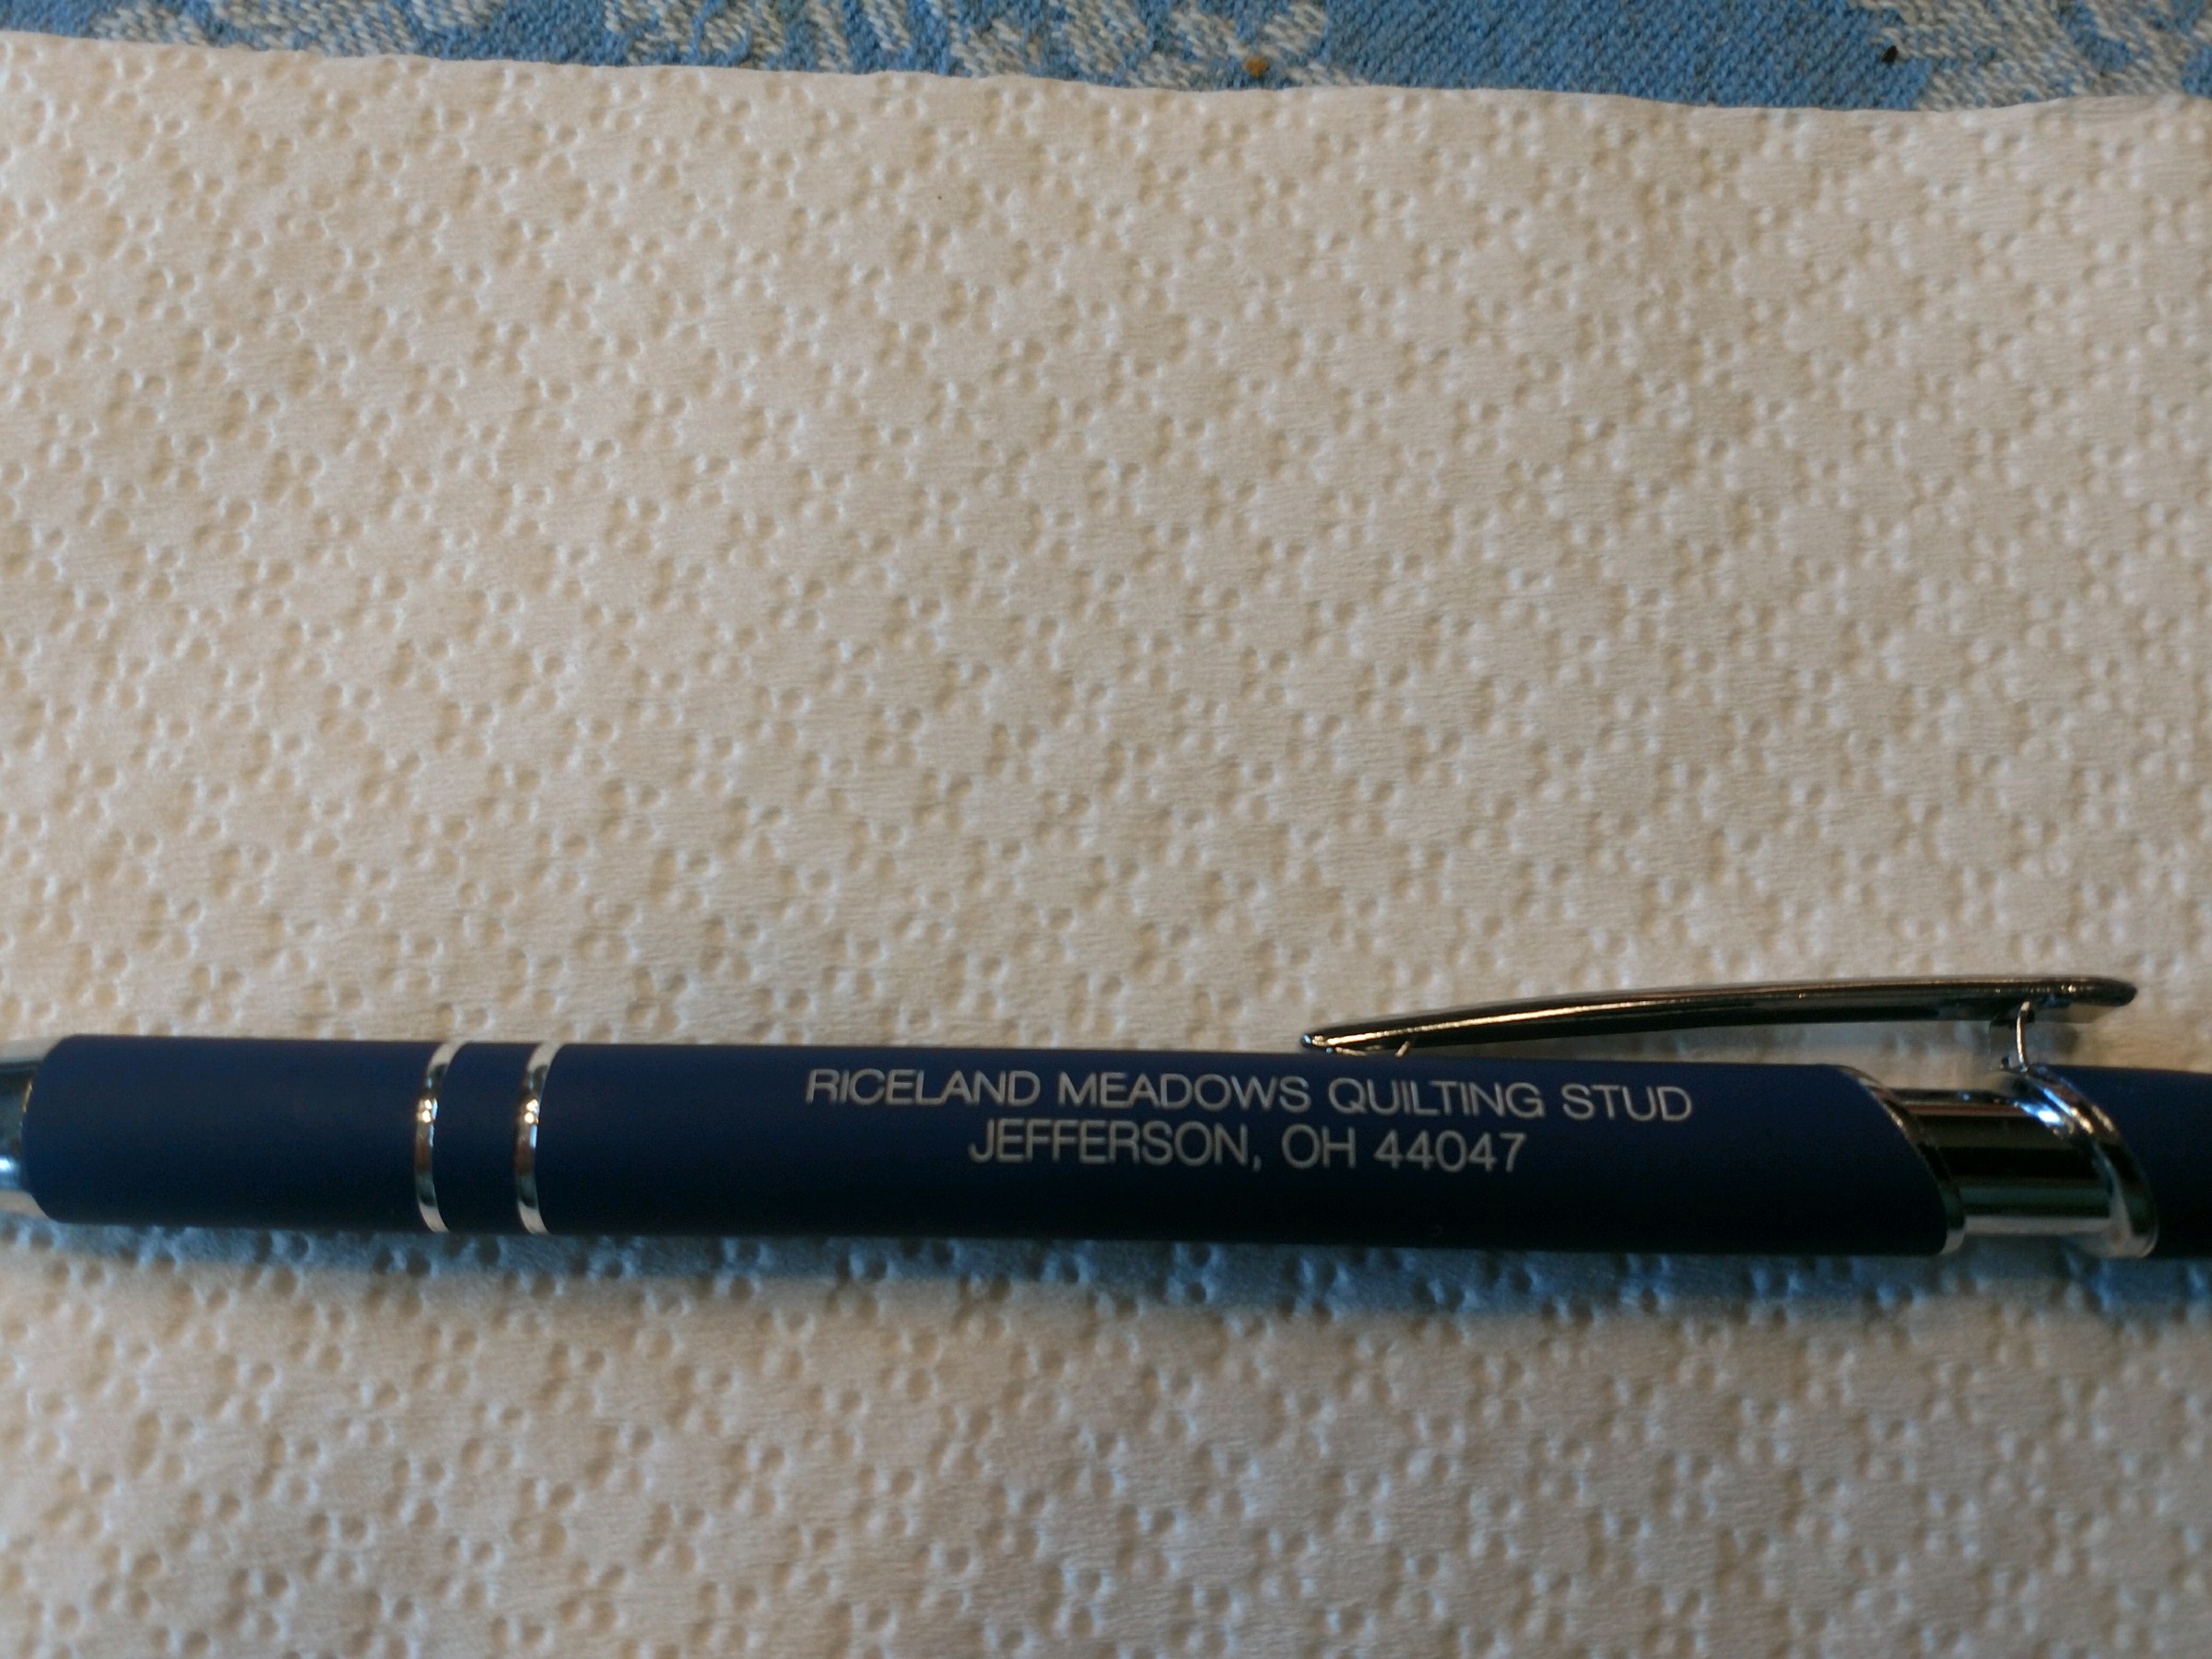 RICELAND MEADOWS QUILTING STUD
JEFFERSON, OH 44047